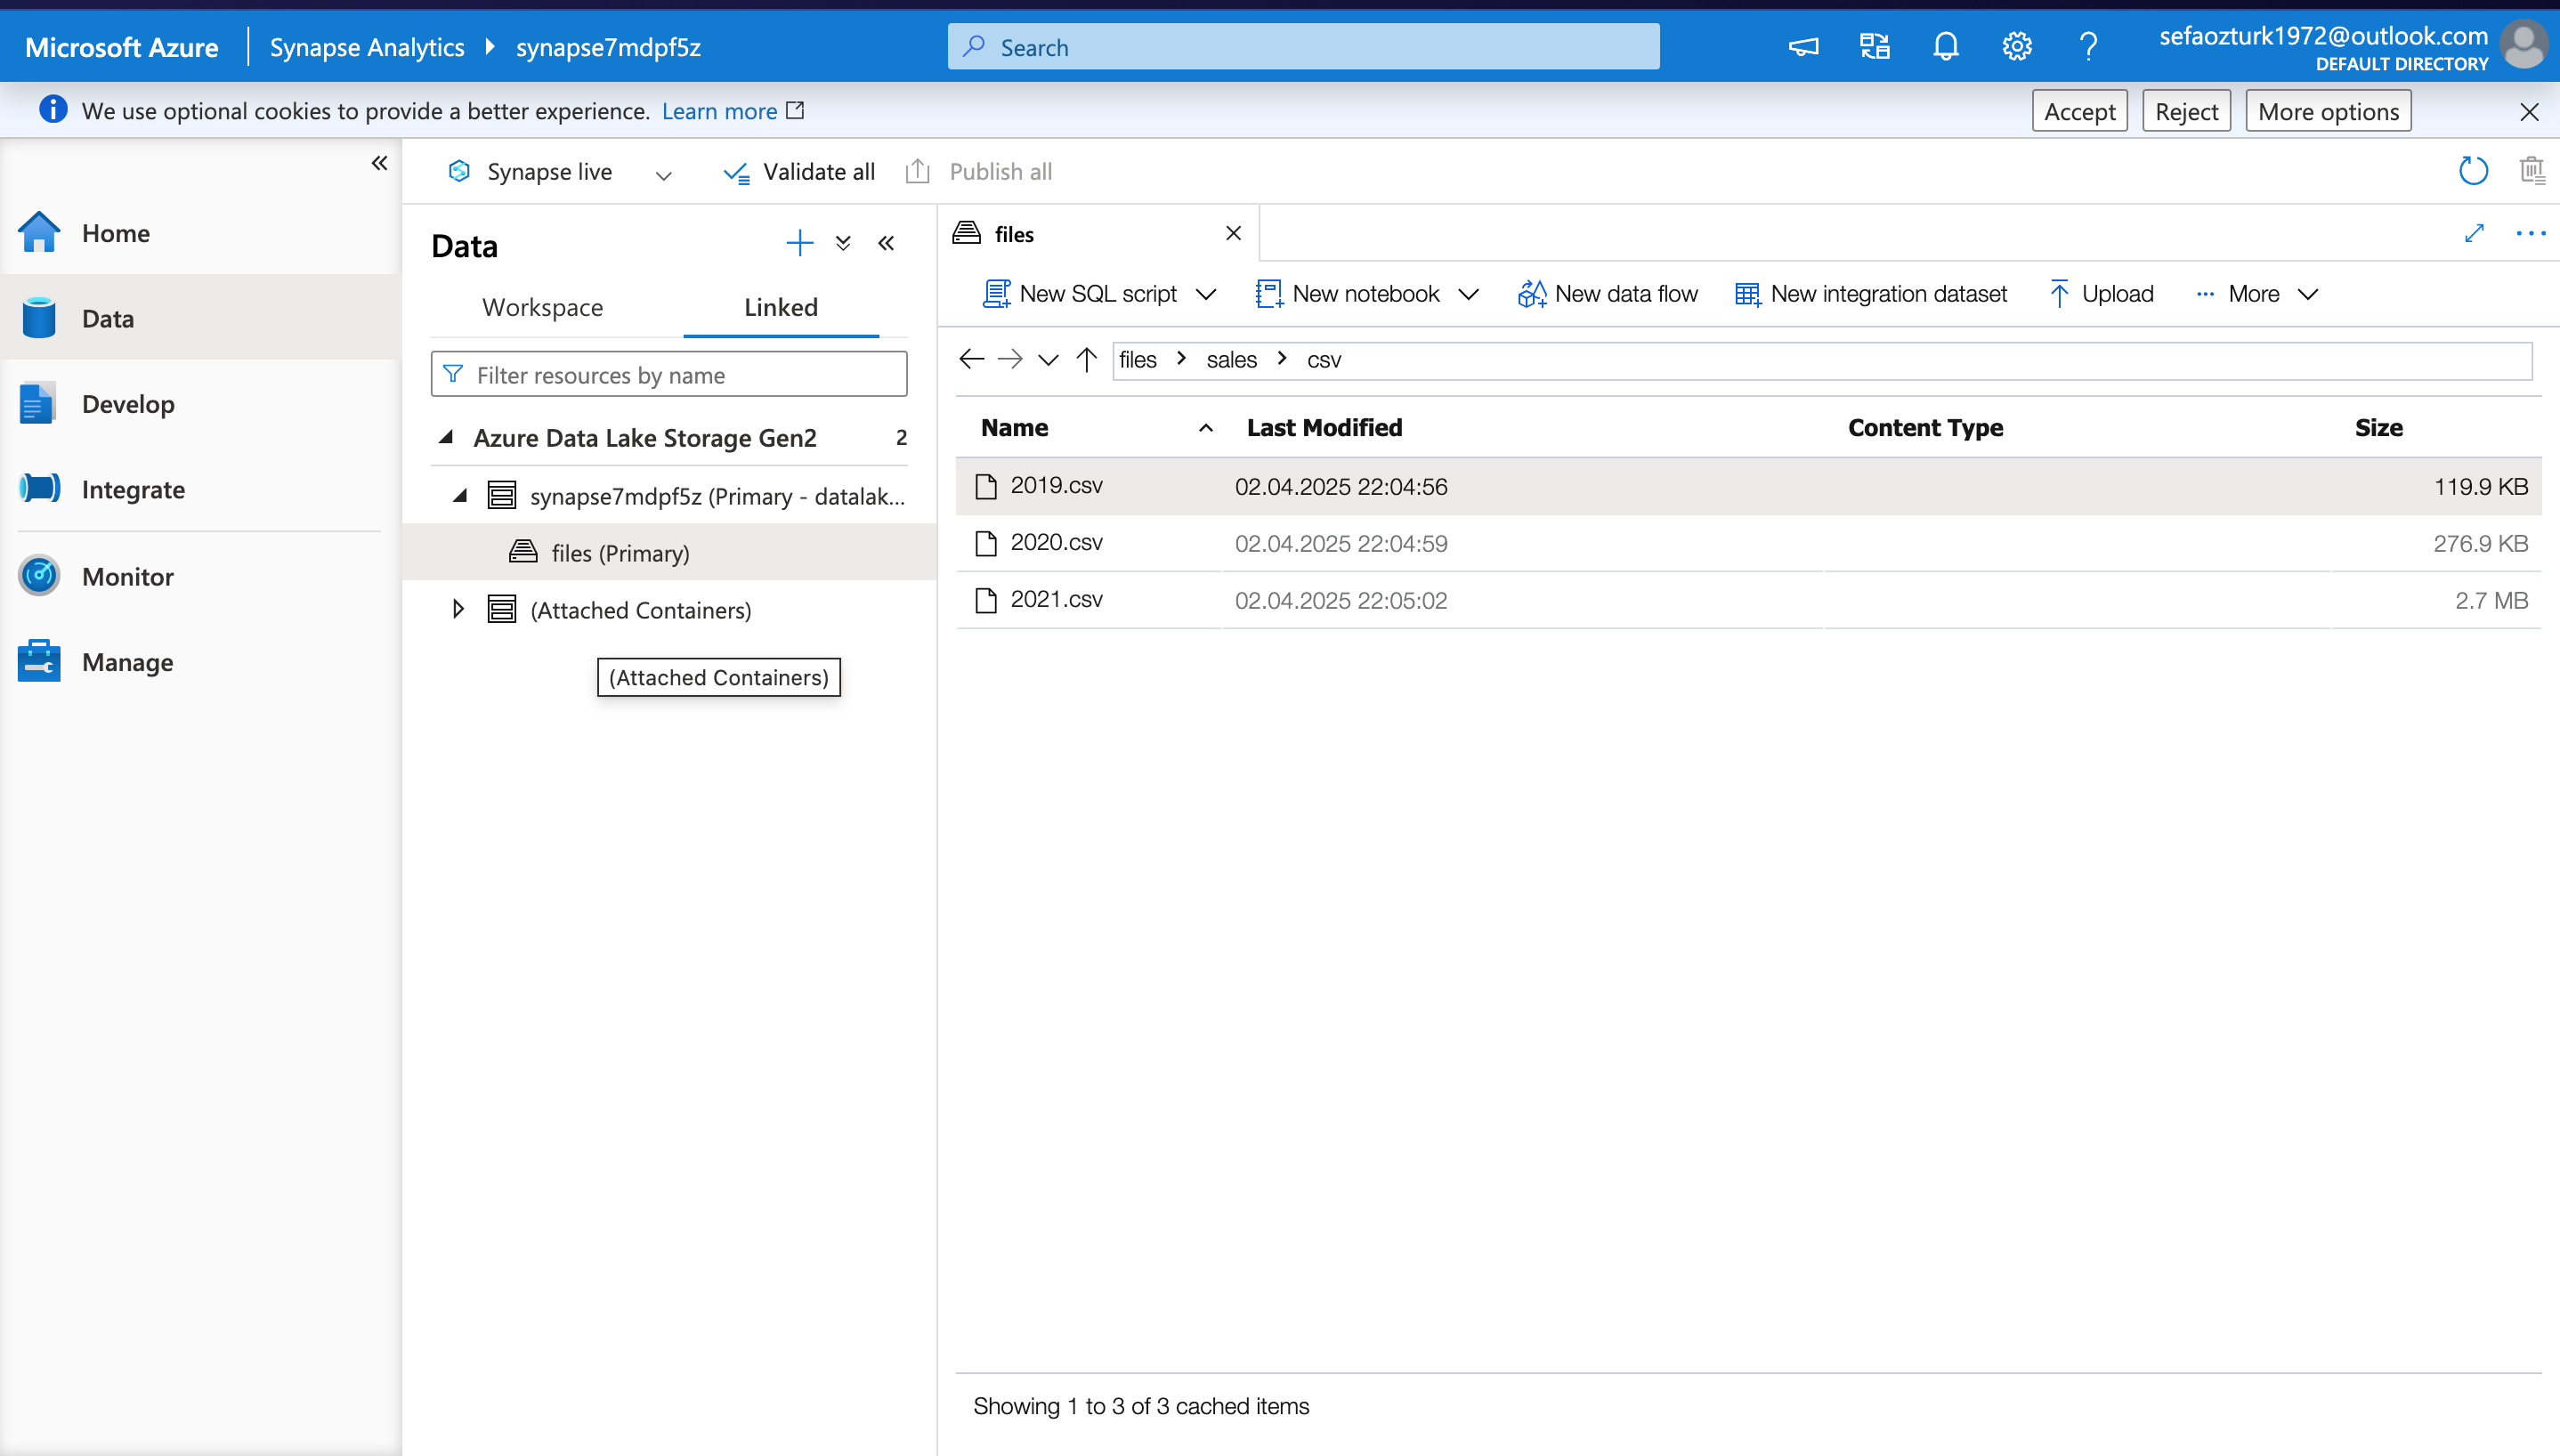 Microsoft Azure
Synapse Analytics
synapse7mdpf5z
Search
sefaozturk1972@outlook.com
DEFAULT DIRECTORY
We use optional cookies to provide a better experience. Learn more
Accept
Reject
More options
Synapse live
Validate all
Publish all
Home
Data
Develop
Integrate
Monitor
Manage
Data
Workspace
Linked
Filter resources by name
Azure Data Lake Storage Gen2 2
synapse7mdpf5z (Primary - datalak...
files (Primary)
(Attached Containers)
(Attached Containers)
files
New SQL script
New notebook
New data flow
New integration dataset
Upload
More
files > sales > csv
Name Last Modified Content Type Size
2019.csv 02.04.2025 22:04:56 119.9 KB
2020.csv 02.04.2025 22:04:59 276.9 KB
2021.csv 02.04.2025 22:05:02 2.7 MB
Showing 1 to 3 of 3 cached items